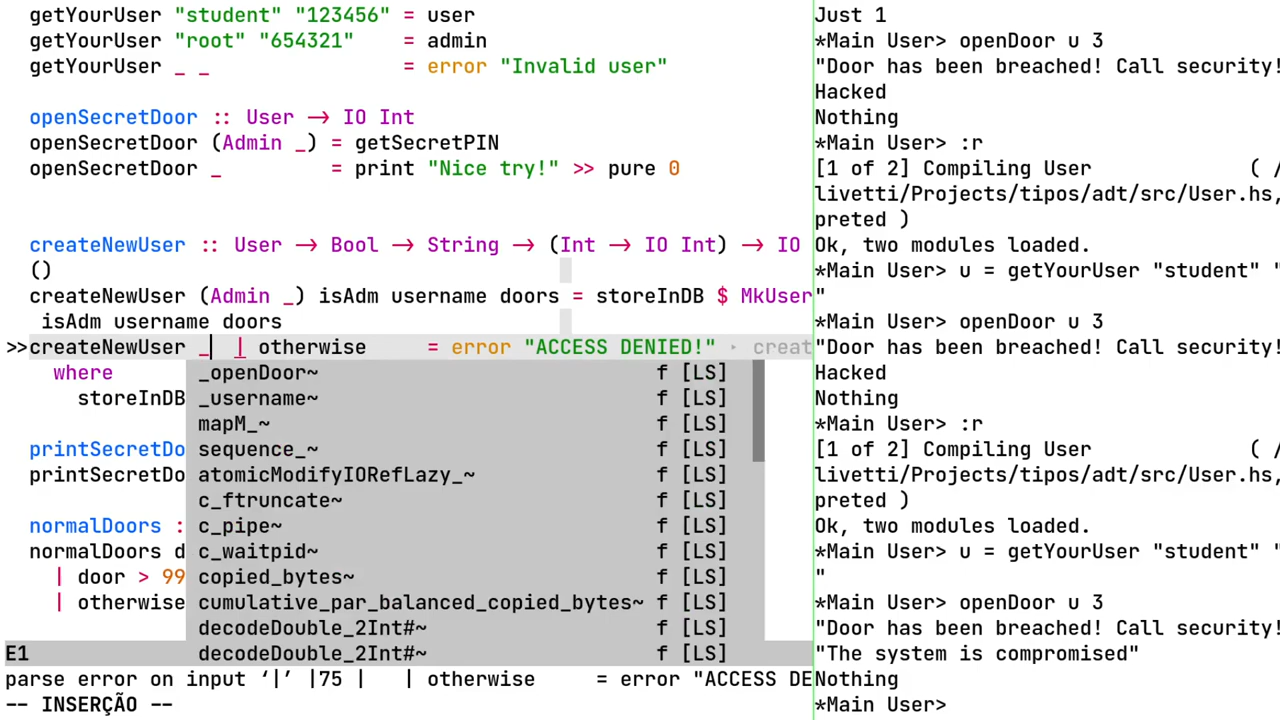 getYourUser "student" "123456" = user
getYourUser "root" "654321"    = admin
getYourUser _ _                = error "Invalid user"
openSecretDoor :: User -> IO Int
openSecretDoor (Admin _) = getSecretPIN
openSecretDoor _         = print "Nice try!" >> pure 0
createNewUser :: User -> Bool -> String -> (Int -> IO Int) -> IO
()
createNewUser (Admin _) isAdm username doors = storeInDB $ MkUser
isAdm username doors
>>createNewUser _  | otherwise     = error "ACCESS DENIED!" ‣ creat
where
storeInDB
printSecretDo
printSecretDo
normalDoors :
normalDoors d
| door > 99
| otherwise
_openDoor~ f [LS]
_username~ f [LS]
mapM_~ f [LS]
sequence_~ f [LS]
atomicModifyIORefLazy_~ f [LS]
c_ftruncate~ f [LS]
c_pipe~ f [LS]
c_waitpid~ f [LS]
copied_bytes~ f [LS]
cumulative_par_balanced_copied_bytes~ f [LS]
decodeDouble_2Int#~ f [LS]
decodeDouble_2Int#~ f [LS]
E1
parse error on input ‘|’ |75 |   | otherwise     = error "ACCESS DE
-- INSERÇÃO --
Just 1
*Main User> openDoor u 3
"Door has been breached! Call security!
Hacked
Nothing
*Main User> :r
[1 of 2] Compiling User             ( /
livetti/Projects/tipos/adt/src/User.hs,
preted )
Ok, two modules loaded.
*Main User> u = getYourUser "student" "
"
*Main User> openDoor u 3
"Door has been breached! Call security!
Hacked
Nothing
*Main User> :r
[1 of 2] Compiling User             ( /
livetti/Projects/tipos/adt/src/User.hs,
preted )
Ok, two modules loaded.
*Main User> u = getYourUser "student" "
"
*Main User> openDoor u 3
"Door has been breached! Call security!
"The system is compromised"
Nothing
*Main User>